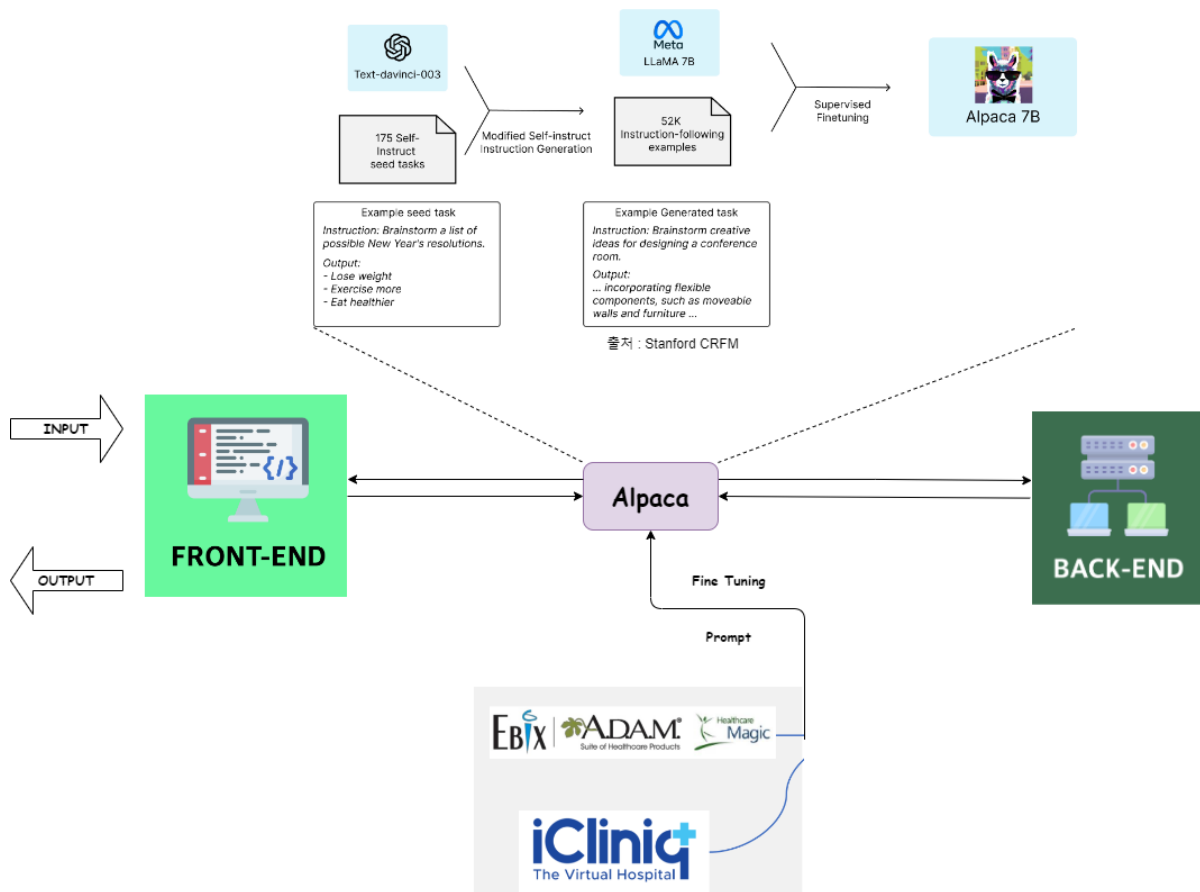 Text-davinci-003
175 Self-
Instruct
seed tasks
Modified Self-instruct
Instruction Generation
Meta
LLaMA 7B
52K
Instruction-following
examples
Supervised
Finetuning
Alpaca 7B
Example seed task
Instruction: Brainstorm a list of
possible New Year's resolutions.
Output:
- Lose weight
- Exercise more
- Eat healthier
Example Generated task
Instruction: Brainstorm creative
ideas for designing a conference
room.
Output:
... incorporating flexible
components, such as moveable
walls and furniture ...
출처 : Stanford CRFM
INPUT
OUTPUT
FRONT-END
Alpaca
BACK-END
Fine Tuning
Prompt
EBIX
A.D.A.M.®
Suite of Healthcare Products
Healthcare
Magic
iCliniq
The Virtual Hospital